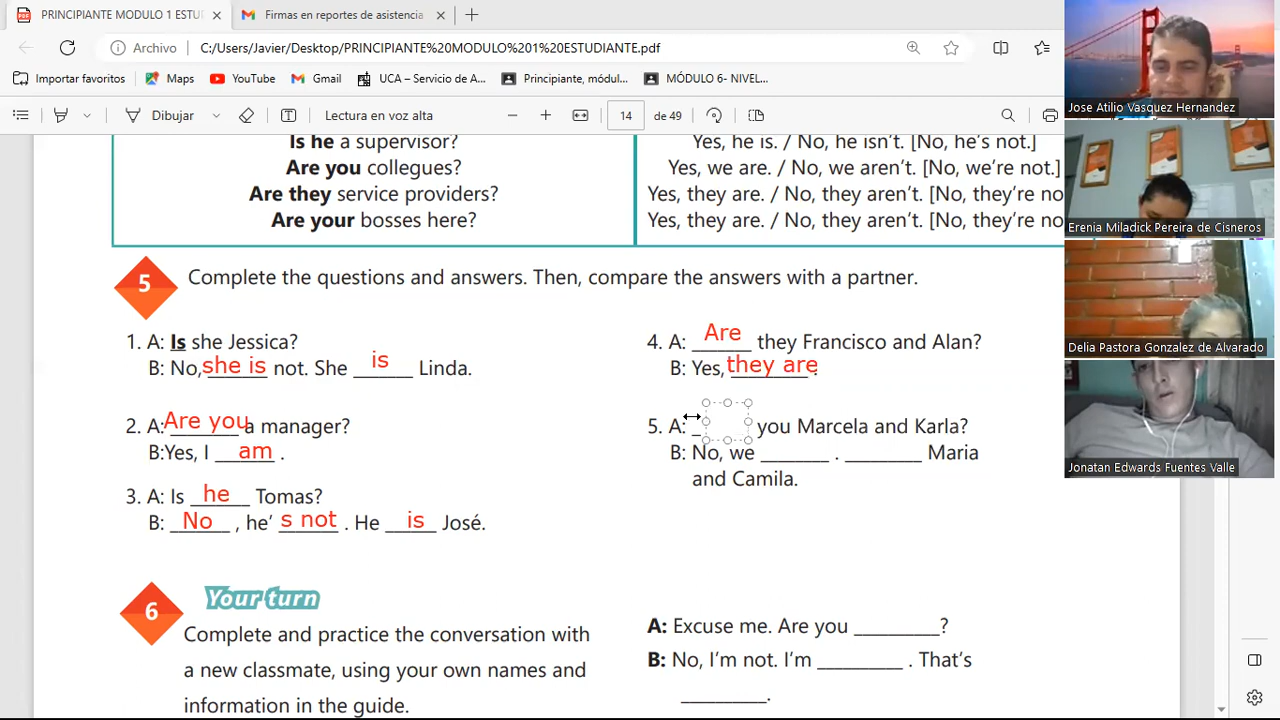 PRINCIPIANTE MODULO 1 ESTU
Firmas en reportes de asistencia
Archivo
C:/Users/Javier/Desktop/PRINCIPIANTE%20MODULO%201%20ESTUDIANTE.pdf
Importar favoritos
Maps
YouTube
Gmail
UCA – Servicio de A...
Principiante, módul...
MÓDULO 6- NIVEL...
Dibujar
Lectura en voz alta
14
de 49
Is he a supervisor?
Yes, he is. / No, he isn't. [No, he's not.]
Are you collegues?
Yes, we are. / No, we aren't. [No, we're not.]
Are they service providers?
Yes, they are. / No, they aren't. [No, they're no
Are your bosses here?
Yes, they are. / No, they aren't. [No, they're no
5
Complete the questions and answers. Then, compare the answers with a partner.
1. A: Is she Jessica?
B: No, she is not. She is Linda.
2. A: Are you a manager?
B:Yes, I am .
3. A: Is he Tomas?
B: No , he' s not . He is José.
4. A: Are they Francisco and Alan?
B: Yes, they are .
5. A: _ you Marcela and Karla?
B: No, we ________ . _________ Maria
and Camila.
6
Your turn
Complete and practice the conversation with
a new classmate, using your own names and
information in the guide.
A: Excuse me. Are you _________?
B: No, I'm not. I'm _________ . That's
_________.
Jose Atilio Vasquez Hernandez
Erenia Miladick Pereira de Cisneros
Delia Pastora Gonzalez de Alvarado
Jonatan Edwards Fuentes Valle